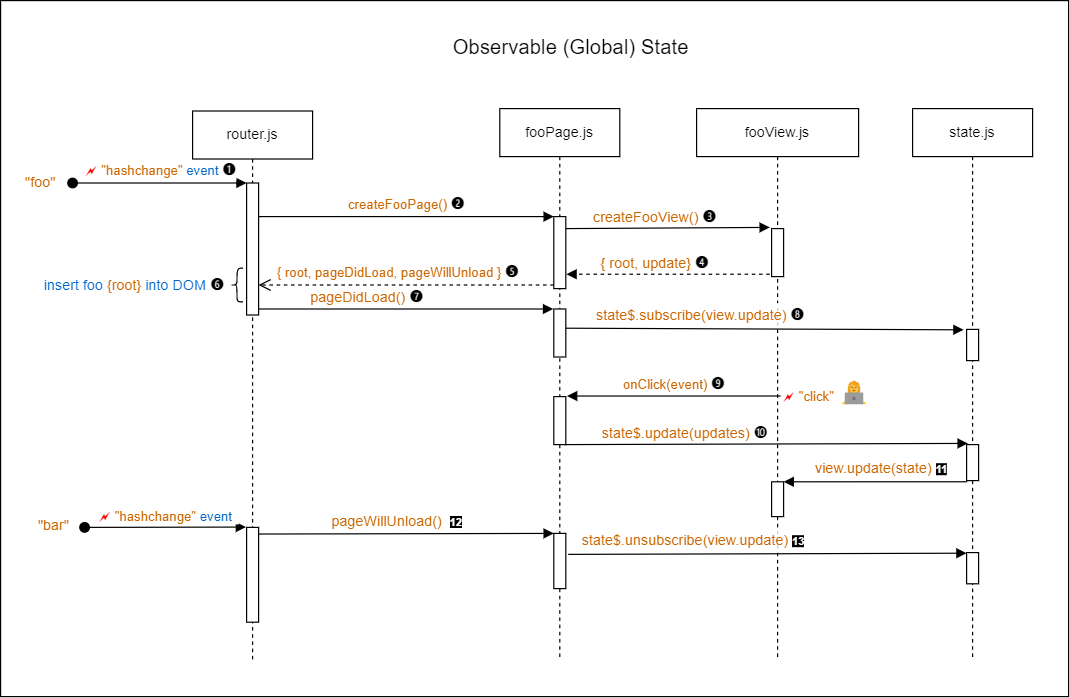 Observable (Global) State
router.js
fooPage.js
fooView.js
state.js
"hashchange" event ❶
"foo"
createFooPage() ❷
createFooView() ❸
{ root, update} ❹
{ root, pageDidLoad, pageWillUnload } ❺
insert foo {root} into DOM ❻
pageDidLoad() ❼
state$.subscribe(view.update) ❽
onClick(event) ❾
"click"
state$.update(updates) ❿
view.update(state) 11
"hashchange" event
"bar"
pageWillUnload() 12
state$.unsubscribe(view.update) 13